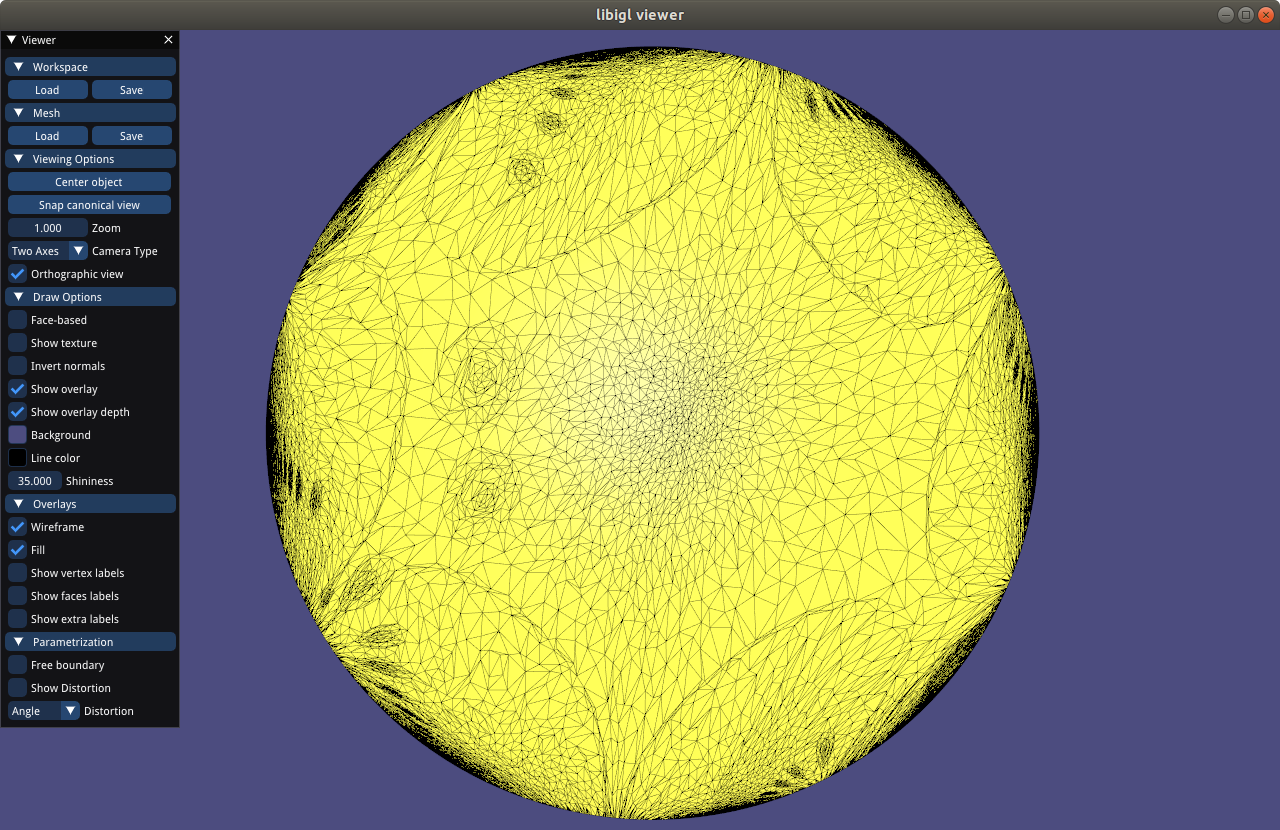 libigl viewer
Viewer
Workspace
Load Save
Mesh
Load Save
Viewing Options
Center object
Snap canonical view
1.000 Zoom
Two Axes Camera Type
Orthographic view
Draw Options
Face-based
Show texture
Invert normals
Show overlay
Show overlay depth
Background
Line color
35.000 Shininess
Overlays
Wireframe
Fill
Show vertex labels
Show faces labels
Show extra labels
Parametrization
Free boundary
Show Distortion
Angle Distortion